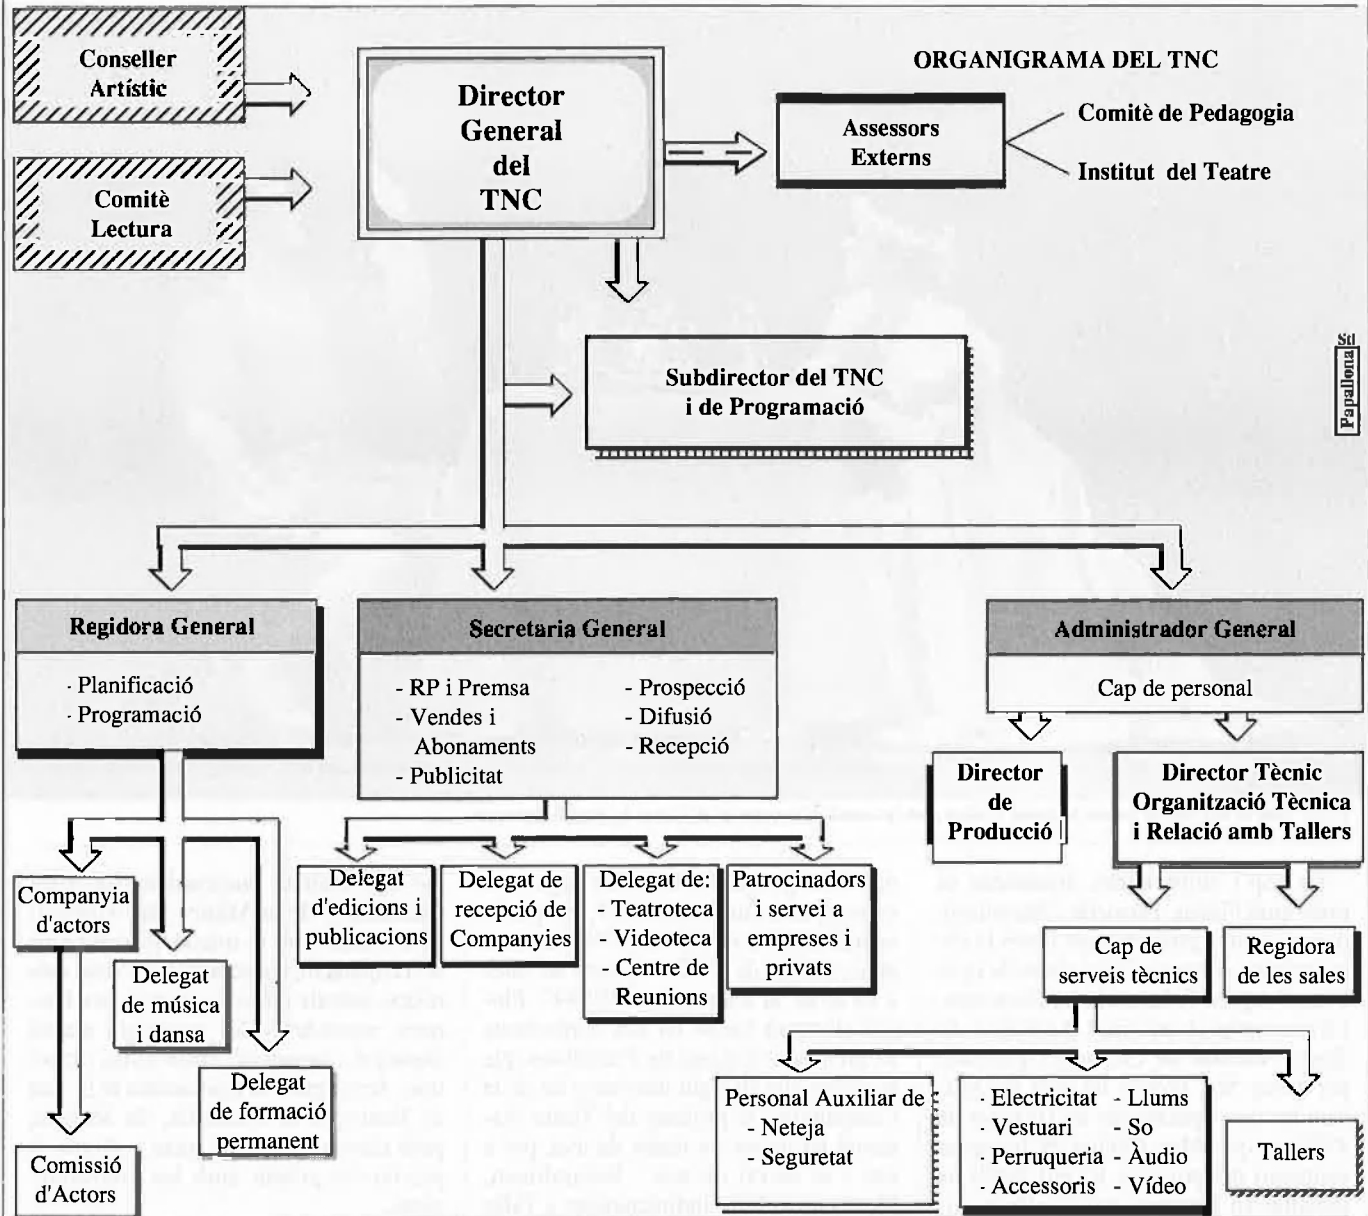 ORGANIGRAMA DEL TNC
Conseller
Artístic
Comitè
Lectura
Director
General
del
TNC
Assessors
Externs
Comitè de Pedagogia
Institut del Teatre
Subdirector del TNC
i de Programació
Papallona
Regidora General
- Planificació
- Programació
Secretaria General
- RP i Premsa
- Vendes i
Abonaments
- Publicitat
- Prospecció
- Difusió
- Recepció
Administrador General
Cap de personal
Director
de
Producció
Director Tècnic
Organització Tècnica
i Relació amb Tallers
Companyia
d'actors
Delegat
de música
i dansa
Delegat
de formació
permanent
Comissió
d'Actors
Delegat
d'edicions i
publicacions
Delegat de
recepció de
Companyies
Delegat de:
- Teatroteca
- Videoteca
- Centre de
Reunions
Patrocinadors
i servei a
empreses i
privats
Cap de
serveis tècnics
Regidora
de les sales
Personal Auxiliar de
- Neteja
- Seguretat
- Electricitat
- Vestuari
- Perruqueria
- Accessoris
- Llums
- So
- Àudio
- Vídeo
Tallers